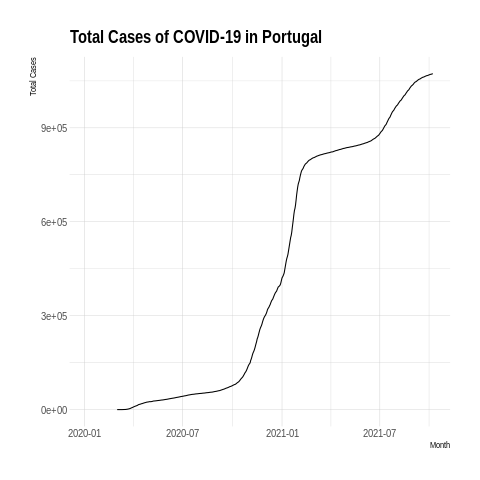 Total Cases of COVID-19 in Portugal
Total Cases
9e+05
6e+05
3e+05
0e+00
2020-01 2020-07 2021-01 2021-07
Month